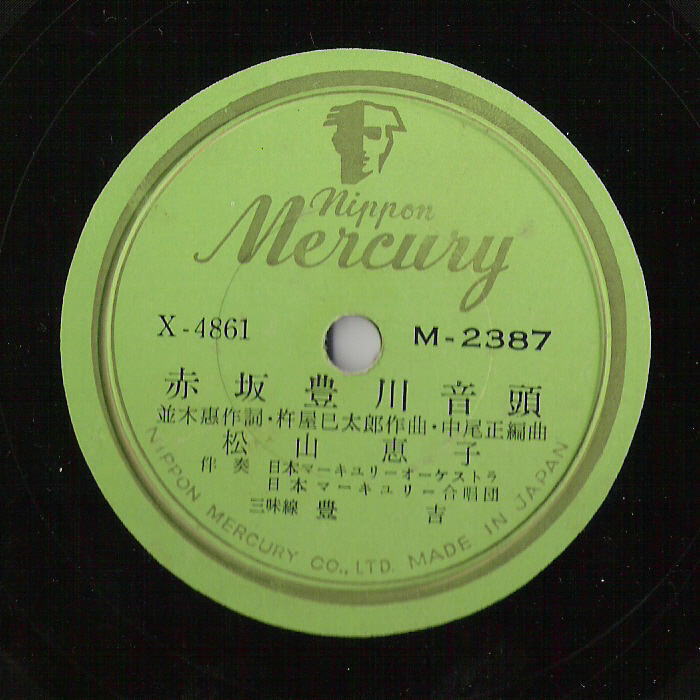 Nippon
Mercury
X-4861
M-2387
赤坂豊川音頭
並木惠作詞・杵屋巳太郎作曲・中尾正編曲
松山恵子
伴奏 日本マーキュリーオーケストラ
日本マーキュリー合唱団
三味線 豊吉
NIPPON MERCURY CO., LTD. MADE IN JAPAN